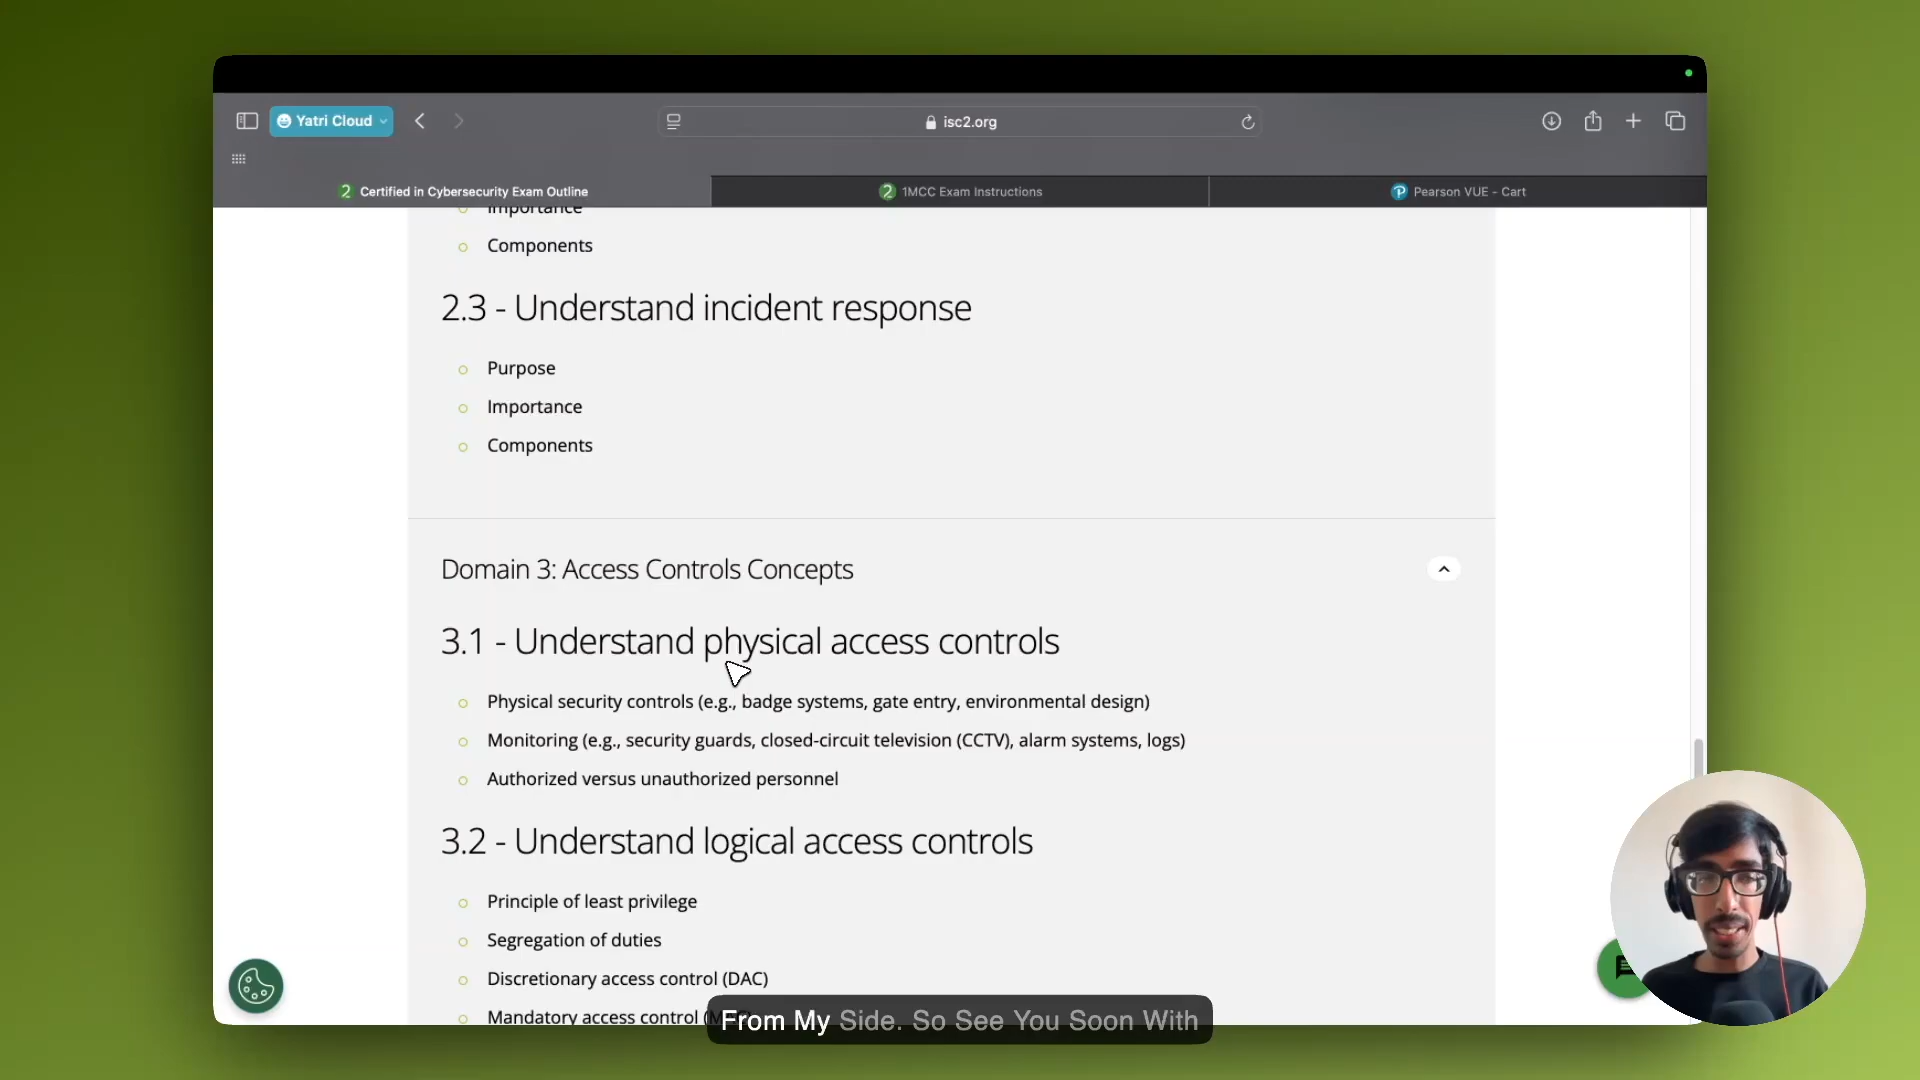 Yatri Cloud
isc2.org
Certified in Cybersecurity Exam Outline
1MCC Exam Instructions
Pearson VUE - Cart
Importance
Components
2.3 - Understand incident response
Purpose
Importance
Components
Domain 3: Access Controls Concepts
3.1 - Understand physical access controls
Physical security controls (e.g., badge systems, gate entry, environmental design)
Monitoring (e.g., security guards, closed-circuit television (CCTV), alarm systems, logs)
Authorized versus unauthorized personnel
3.2 - Understand logical access controls
Principle of least privilege
Segregation of duties
Discretionary access control (DAC)
Mandatory access control (
From My Side. So See You Soon With